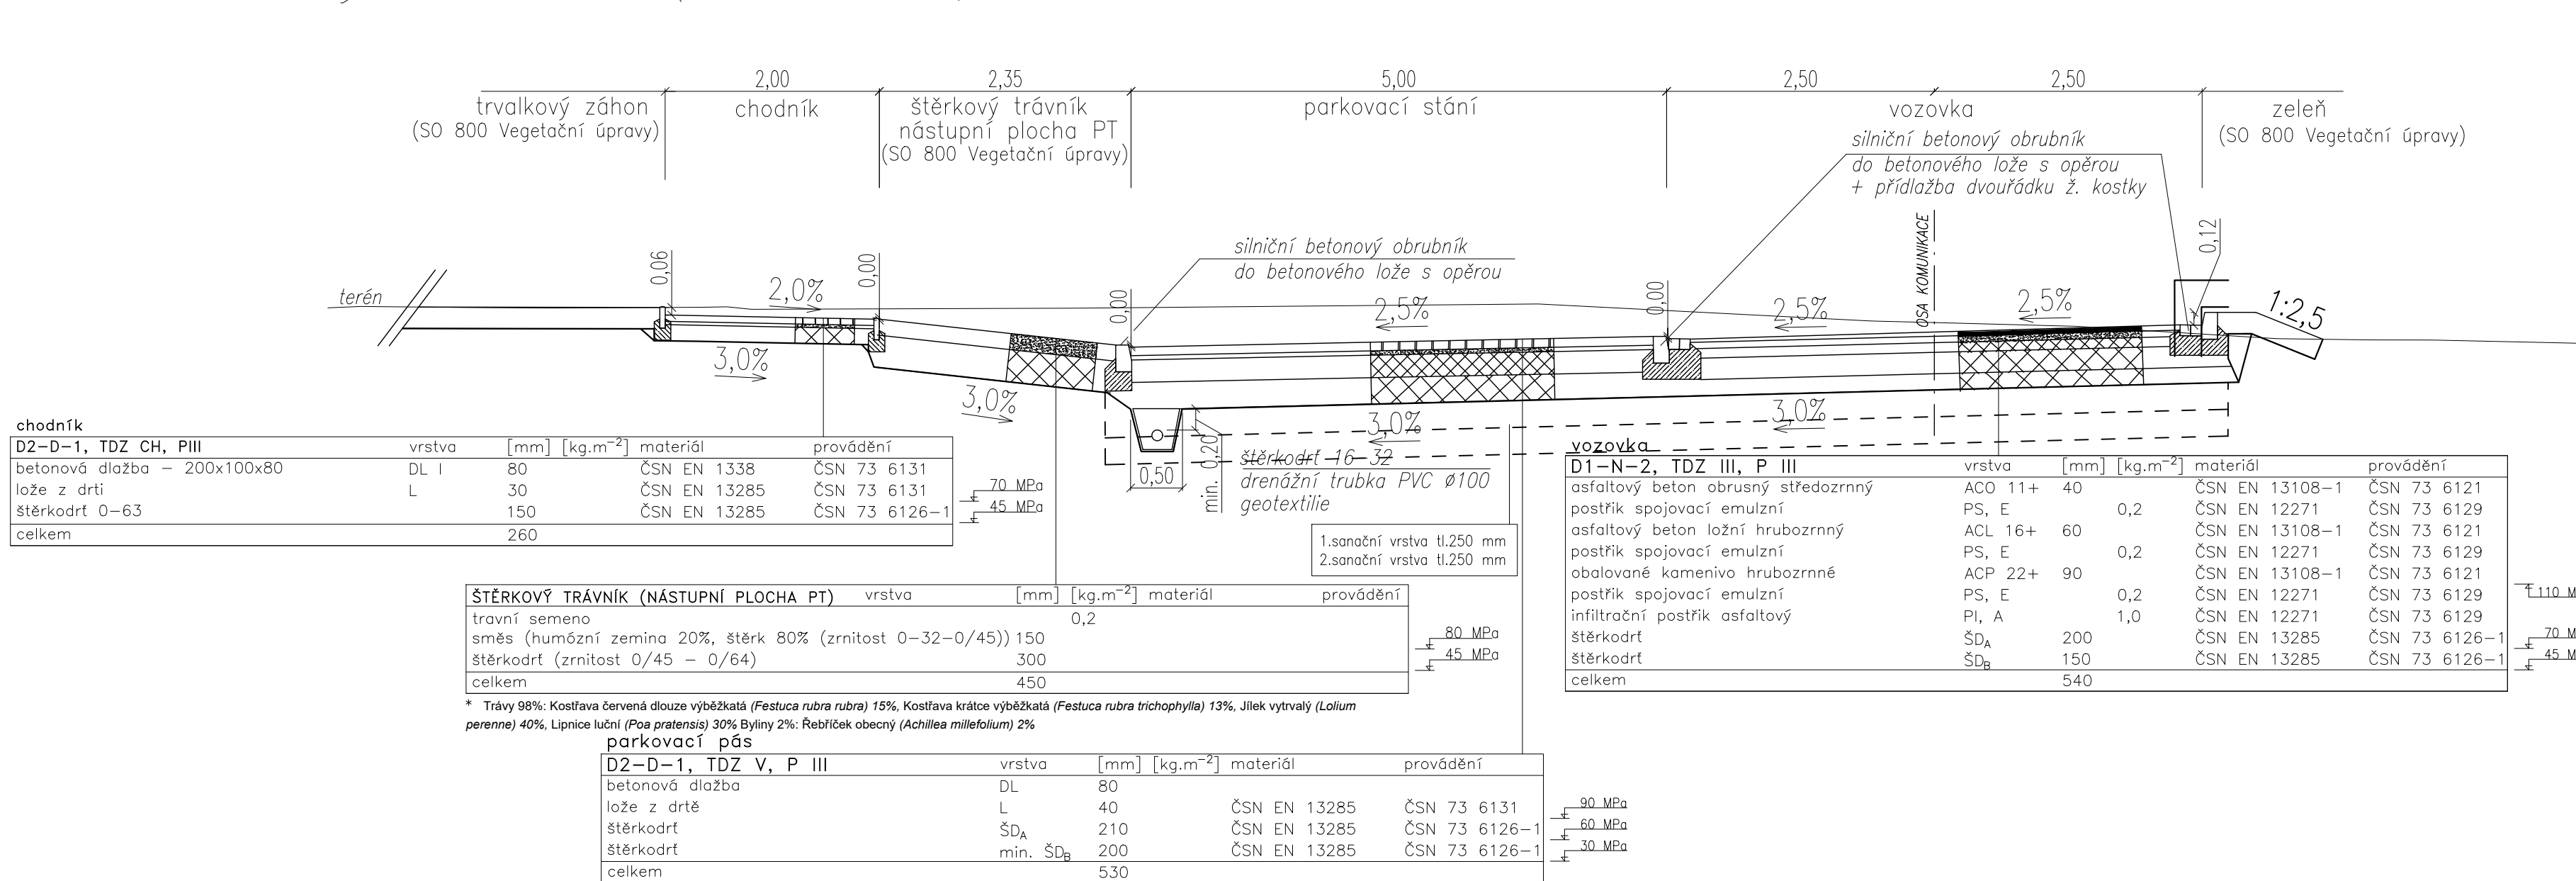 2,00 2,35 5,00 2,50 2,50
trvalkový záhon
(SO 800 Vegetační úpravy)
chodník
štěrkový trávník
nástupní plocha PT
(SO 800 Vegetační úpravy)
parkovací stání
vozovka
zeleň
(SO 800 Vegetační úpravy)
silniční betonový obrubník
do betonového lože s opěrou
+ přídlažba dvouřádku ž. kostky
silniční betonový obrubník
do betonového lože s opěrou
OSA KOMUNIKACE
0,12
0,06
0,00
0,00
0,00
terén
2,0%
2,5%
2,5%
2,5%
1:2,5
3,0%
3,0%
3,0%
3,0%
0,50
min. 0,20
štěrkodrť 16-32
drenážní trubka PVC ø100
geotextilie
1.sanační vrstva tl.250 mm
2.sanační vrstva tl.250 mm
chodník
D2-D-1, TDZ CH, PIII vrstva [mm] [kg.m-2] materiál provádění
betonová dlažba - 200x100x80 DL I 80 ČSN EN 1338 ČSN 73 6131
lože z drti L 30 ČSN EN 13285 ČSN 73 6131
štěrkodrť 0-63 150 ČSN EN 13285 ČSN 73 6126-1
celkem 260
70 MPa
45 MPa
vozovka
D1-N-2, TDZ III, P III vrstva [mm] [kg.m-2] materiál provádění
asfaltový beton obrusný středozrnný ACO 11+ 40 ČSN EN 13108-1 ČSN 73 6121
postřik spojovací emulzní PS, E 0,2 ČSN EN 12271 ČSN 73 6129
asfaltový beton ložní hrubozrnný ACL 16+ 60 ČSN EN 13108-1 ČSN 73 6121
postřik spojovací emulzní PS, E 0,2 ČSN EN 12271 ČSN 73 6129
obalované kamenivo hrubozrnné ACP 22+ 90 ČSN EN 13108-1 ČSN 73 6121
postřik spojovací emulzní PS, E 0,2 ČSN EN 12271 ČSN 73 6129
infiltrační postřik asfaltový PI, A 1,0 ČSN EN 12271 ČSN 73 6129
štěrkodrť ŠDA 200 ČSN EN 13285 ČSN 73 6126-1
štěrkodrť ŠDB 150 ČSN EN 13285 ČSN 73 6126-1
celkem 540
110 M
70 M
45 M
ŠTĚRKOVÝ TRÁVNÍK (NÁSTUPNÍ PLOCHA PT) vrstva [mm] [kg.m-2] materiál provádění
travní semeno 0,2
směs (humózní zemina 20%, štěrk 80% (zrnitost 0-32-0/45)) 150
štěrkodrť (zrnitost 0/45 - 0/64) 300
celkem 450
80 MPa
45 MPa
* Trávy 98%: Kostřava červená dlouze výběžkatá (Festuca rubra rubra) 15%, Kostřava krátce výběžkatá (Festuca rubra trichophylla) 13%, Jílek vytrvalý (Lolium
perenne) 40%, Lipnice luční (Poa pratensis) 30% Byliny 2%: Řebříček obecný (Achillea millefolium) 2%
parkovací pás
D2-D-1, TDZ V, P III vrstva [mm] [kg.m-2] materiál provádění
betonová dlažba DL 80
lože z drtě L 40 ČSN EN 13285 ČSN 73 6131
štěrkodrť ŠDA 210 ČSN EN 13285 ČSN 73 6126-1
štěrkodrť min. ŠDB 200 ČSN EN 13285 ČSN 73 6126-1
celkem 530
90 MPa
60 MPa
30 MPa